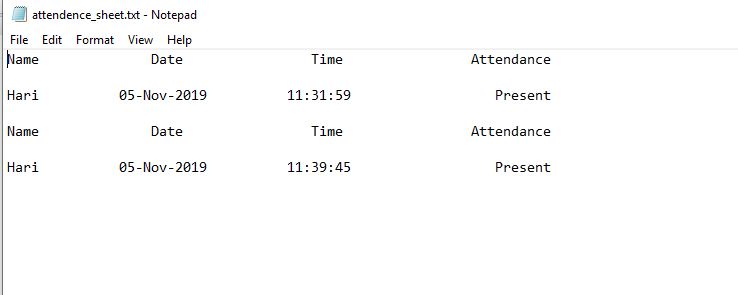 attendence_sheet.txt - Notepad
File Edit Format View Help
Name Date Time Attendance
Hari 05-Nov-2019 11:31:59 Present
Name Date Time Attendance
Hari 05-Nov-2019 11:39:45 Present